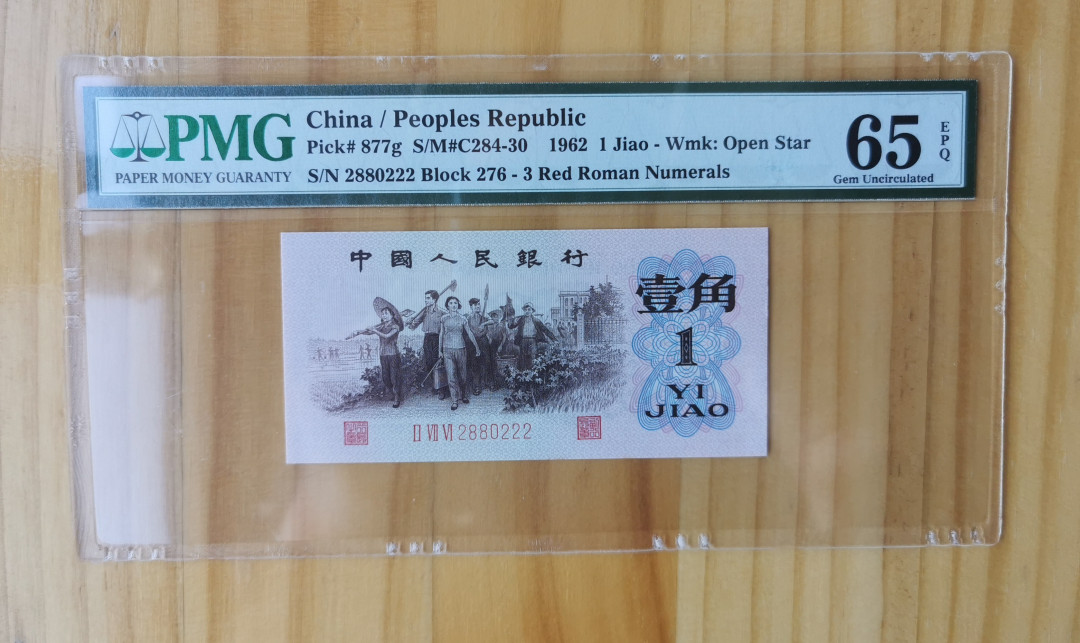 PMG
PAPER MONEY GUARANTY
China / Peoples Republic
Pick# 877g S/M#C284-30 1962 1 Jiao - Wmk: Open Star
S/N 2880222 Block 276 - 3 Red Roman Numerals
65
EPQ
Gem Uncirculated
中國人民銀行
壹角
1
YI
JIAO
II VII VI 2880222